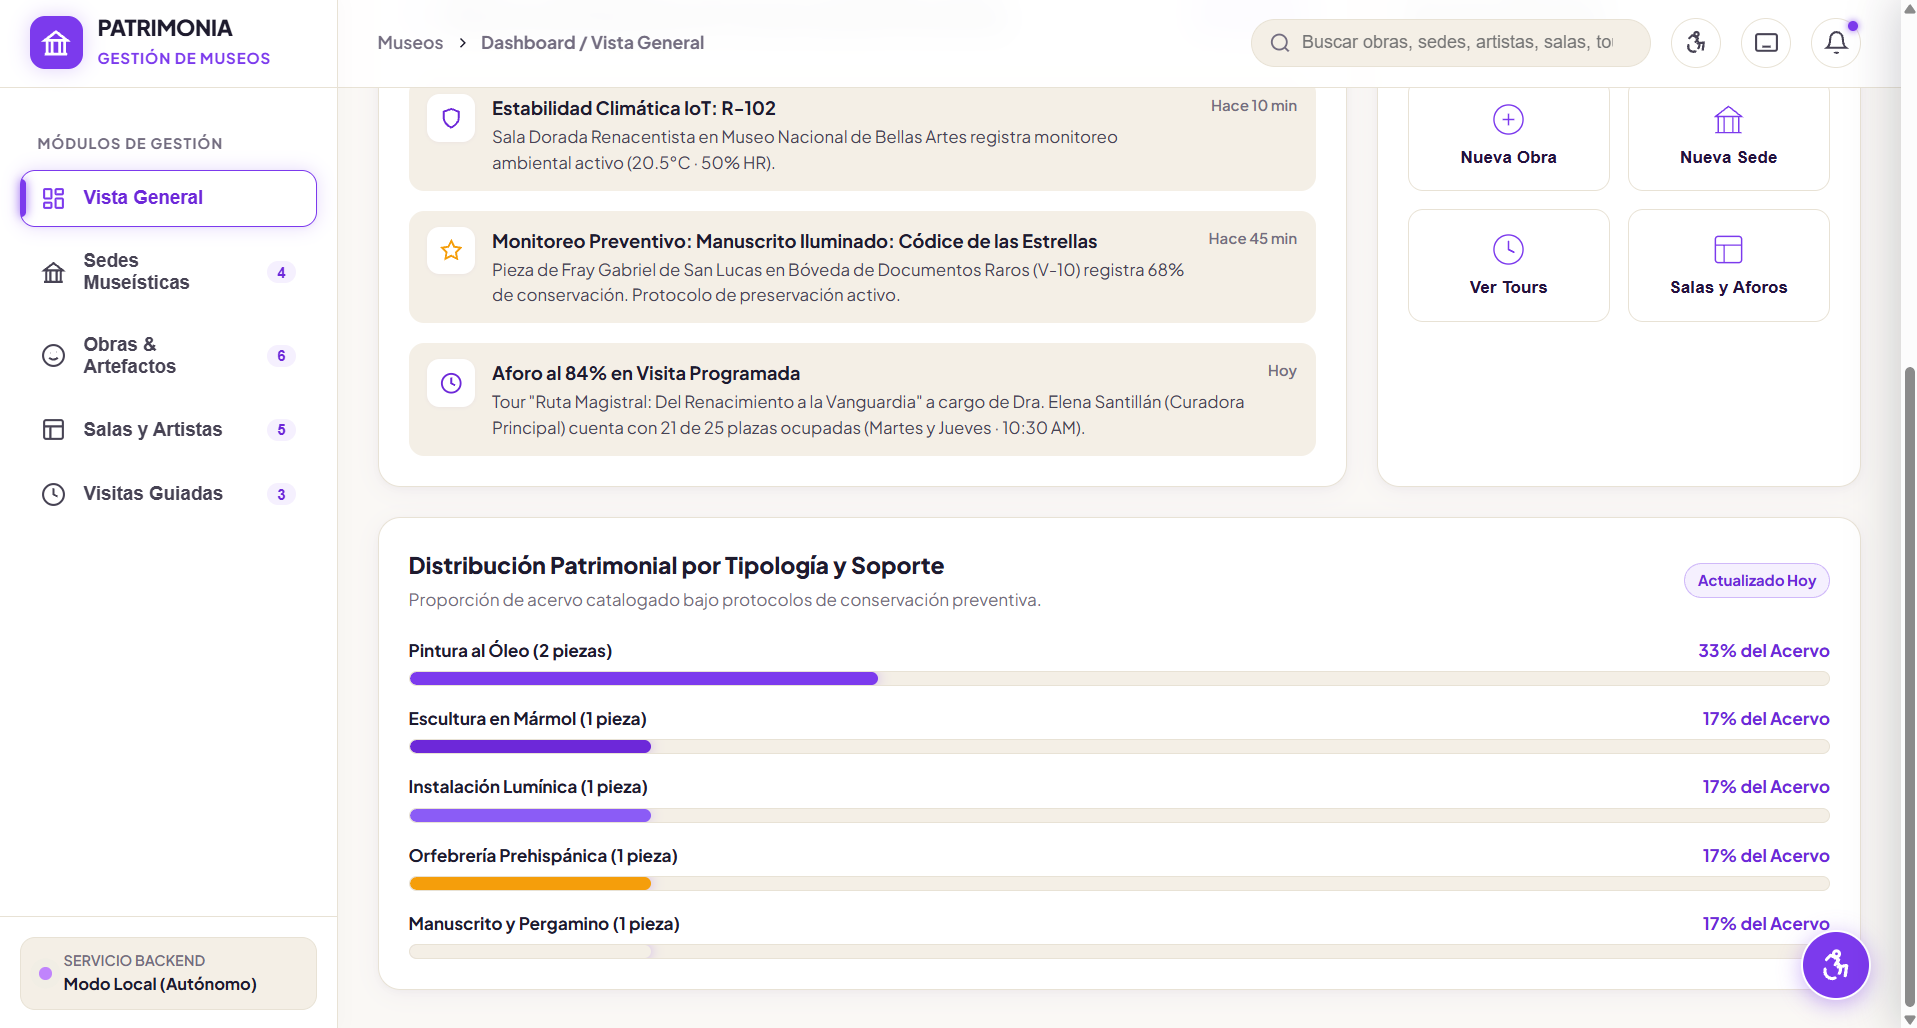 PATRIMONIA
GESTIÓN DE MUSEOS
Museos > Dashboard / Vista General
Buscar obras, sedes, artistas, salas, to
MÓDULOS DE GESTIÓN
Vista General
Sedes
Museísticas
4
Obras &
Artefactos
6
Salas y Artistas
5
Visitas Guiadas
3
SERVICIO BACKEND
Modo Local (Autónomo)
Estabilidad Climática IoT: R-102
Hace 10 min
Sala Dorada Renacentista en Museo Nacional de Bellas Artes registra monitoreo
ambiental activo (20.5°C · 50% HR).
Monitoreo Preventivo: Manuscrito Iluminado: Códice de las Estrellas
Hace 45 min
Pieza de Fray Gabriel de San Lucas en Bóveda de Documentos Raros (V-10) registra 68%
de conservación. Protocolo de preservación activo.
Aforo al 84% en Visita Programada
Hoy
Tour "Ruta Magistral: Del Renacimiento a la Vanguardia" a cargo de Dra. Elena Santillán (Curadora
Principal) cuenta con 21 de 25 plazas ocupadas (Martes y Jueves · 10:30 AM).
Nueva Obra
Nueva Sede
Ver Tours
Salas y Aforos
Distribución Patrimonial por Tipología y Soporte
Proporción de acervo catalogado bajo protocolos de conservación preventiva.
Actualizado Hoy
Pintura al Óleo (2 piezas)
33% del Acervo
Escultura en Mármol (1 pieza)
17% del Acervo
Instalación Lumínica (1 pieza)
17% del Acervo
Orfebrería Prehispánica (1 pieza)
17% del Acervo
Manuscrito y Pergamino (1 pieza)
17% del Acervo